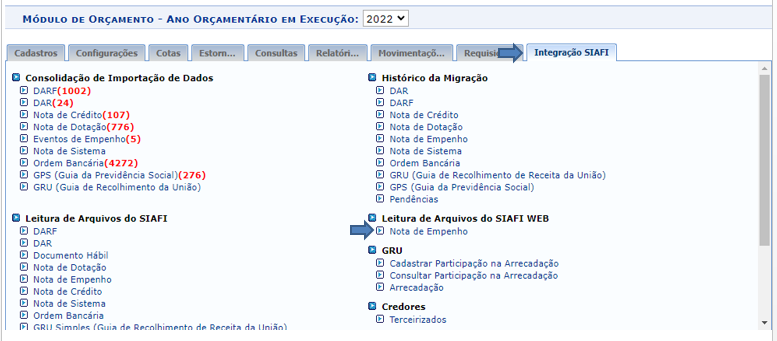 Módulo de Orçamento - Ano Orçamentário em Execução: 2022
Cadastros Configurações Cotas Estorn... Consultas Relatóri... Movimentaçõ... Requisi Integração SIAFI
Consolidação de Importação de Dados
DARF(1002)
DAR(24)
Nota de Crédito(107)
Nota de Dotação(776)
Eventos de Empenho(5)
Nota de Sistema
Ordem Bancária(4272)
GPS (Guia da Previdência Social)(276)
GRU (Guia de Recolhimento da União)
Leitura de Arquivos do SIAFI
DARF
DAR
Documento Hábil
Nota de Dotação
Nota de Empenho
Nota de Crédito
Nota de Sistema
Ordem Bancária
GRU Simples (Guia de Recolhimento de Receita da União)
Histórico da Migração
DAR
DARF
Nota de Crédito
Nota de Dotação
Nota de Empenho
Nota de Sistema
Ordem Bancária
GRU (Guia de Recolhimento de Receita da União)
GPS (Guia da Previdência Social)
Pendências
Leitura de Arquivos do SIAFI WEB
Nota de Empenho
GRU
Cadastrar Participação na Arrecadação
Consultar Participação na Arrecadação
Arrecadação
Credores
Terceirizados